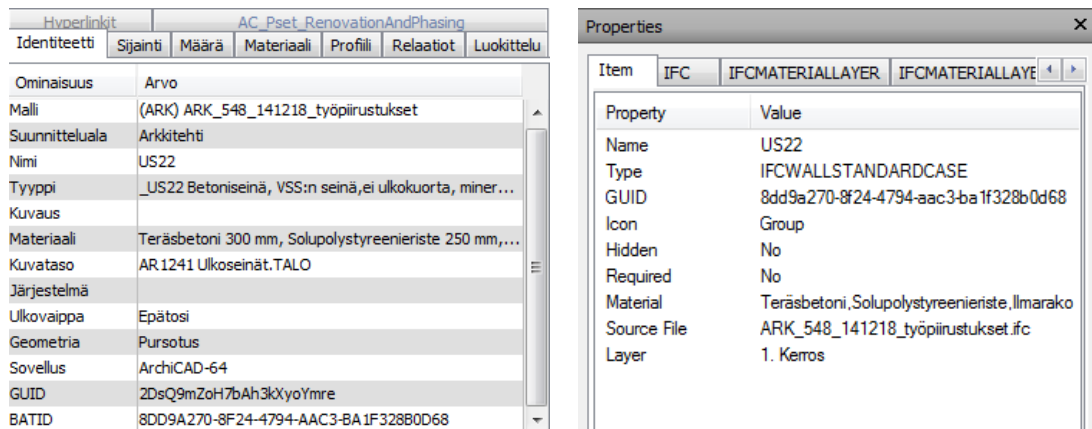 Hyperlinkit AC_Pset_RenovationAndPhasing
Identiteetti Sijainti Määrä Materiaali Profiili Relaatiot Luokittelu
Ominaisuus Arvo
Malli (ARK) ARK_548_141218_työpiirustukset
Suunnitteluala Arkkitehti
Nimi US22
Tyyppi _US22 Betoniseinä, VSS:n seinä,ei ulkokuorta, miner...
Kuvaus
Materiaali Teräsbetoni 300 mm, Solupolystyreenieriste 250 mm,...
Kuvataso AR1241 Ulkoseinät.TALO
Järjestelmä
Ulkovaippa Epätosi
Geometria Pursotus
Sovellus ArchiCAD-64
GUID 2DsQ9mZoH7bAh3kXyoYmre
BATID 8DD9A270-8F24-4794-AAC3-BA1F328B0D68
Properties
Item IFC IFCMATERIALLAYER IFCMATERIALLAYE
Property Value
Name US22
Type IFCWALLSTANDARDCASE
GUID 8dd9a270-8f24-4794-aac3-ba1f328b0d68
Icon Group
Hidden No
Required No
Material Teräsbetoni,Solupolystyreenieriste,Ilmarako
Source File ARK_548_141218_työpiirustukset.ifc
Layer 1. Kerros